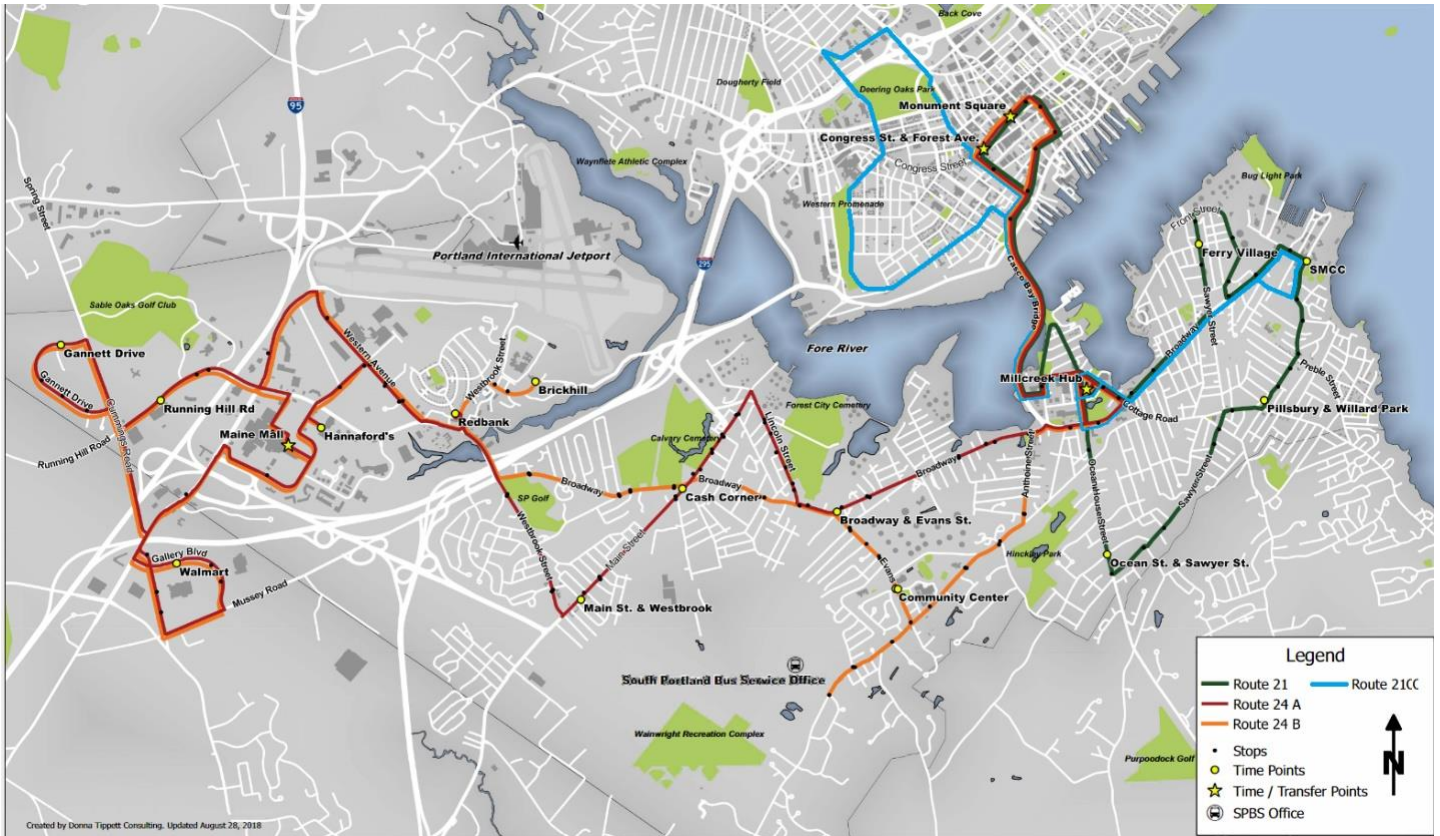 Back Cove
Dougherty Field
Deering Oaks Park
95
Monument Square
Congress St. & Forest Ave.
Congress Street
Waynflete Athletic Complex
Bug Light Park
Spring Street
Western Promenade
Front Street
Ferry Village
SMCC
Portland International Jetport
295
Casco Bay Bridge
Sawyer Street
Sable Oaks Golf Club
Broadway
Fore River
Gannett Drive
Western Avenue
Westbrook Street
Preble Street
Gannett Drive
Brickhill
Millcreek Hub
Running Hill Rd
Redbank
Forest City Cemetery
Cottage Road
Pillsbury & Willard Park
Cummings Road
Maine Mall
Hannaford's
Calvary Cemetery
Lincoln Street
Running Hill Road
Broadway
Anthoine Street
Ocean House Street
Sawyer Street
Broadway
Broadway
SP Golf
Cash Corner
Broadway & Evans St.
Westbrook Street
Main Street
Gallery Blvd
Walmart
Hinckley Park
Ocean St. & Sawyer St.
Mussey Road
Main St. & Westbrook
Evans
Community Center
South Portland Bus Service Office
Wainwright Recreation Complex
Purpoodock Golf
Legend
Route 21
Route 21CC
Route 24 A
Route 24 B
Stops
Time Points
Time / Transfer Points
SPBS Office
N
Created by Donna Tippett Consulting. Updated August 28, 2018